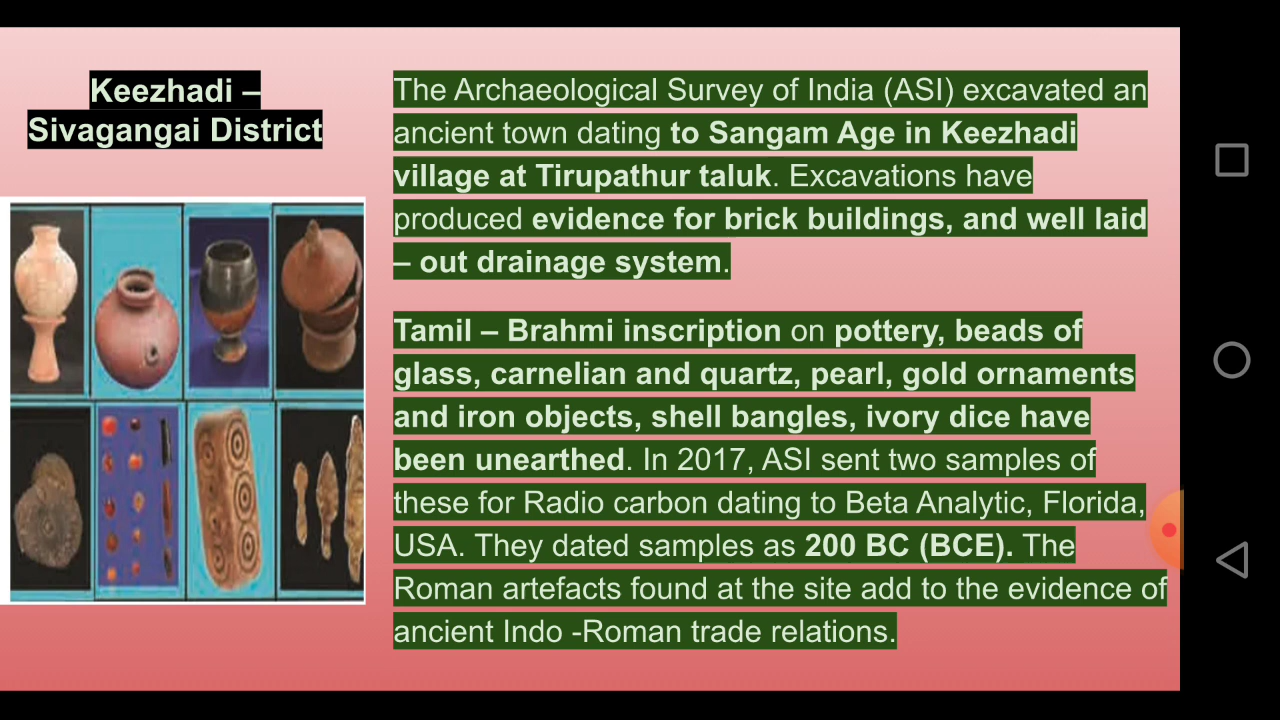 Keezhadi –
Sivagangai District
The Archaeological Survey of India (ASI) excavated an
ancient town dating to Sangam Age in Keezhadi
village at Tirupathur taluk. Excavations have
produced evidence for brick buildings, and well laid
– out drainage system.
Tamil – Brahmi inscription on pottery, beads of
glass, carnelian and quartz, pearl, gold ornaments
and iron objects, shell bangles, ivory dice have
been unearthed. In 2017, ASI sent two samples of
these for Radio carbon dating to Beta Analytic, Florida,
USA. They dated samples as 200 BC (BCE). The
Roman artefacts found at the site add to the evidence of
ancient Indo -Roman trade relations.